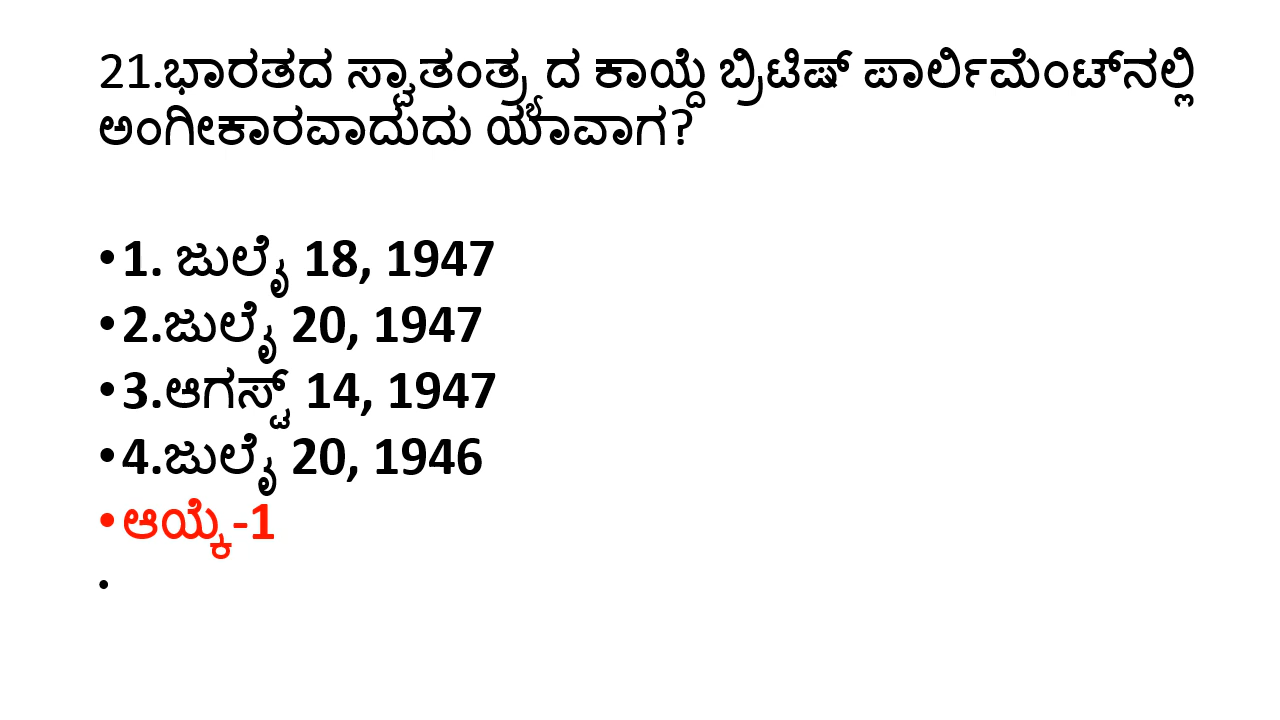 21.ಭಾರತದ ಸ್ವಾತಂತ್ರ್ಯದ ಕಾಯ್ದೆ ಬ್ರಿಟಿಷ್ ಪಾರ್ಲಿಮೆಂಟ್‌ನಲ್ಲಿ
ಅಂಗೀಕಾರವಾದುದು ಯಾವಾಗ?
•1. ಜುಲೈ 18, 1947
•2.ಜುಲೈ 20, 1947
•3.ಆಗಸ್ಟ್ 14, 1947
•4.ಜುಲೈ 20, 1946
•ಆಯ್ಕೆ-1
•